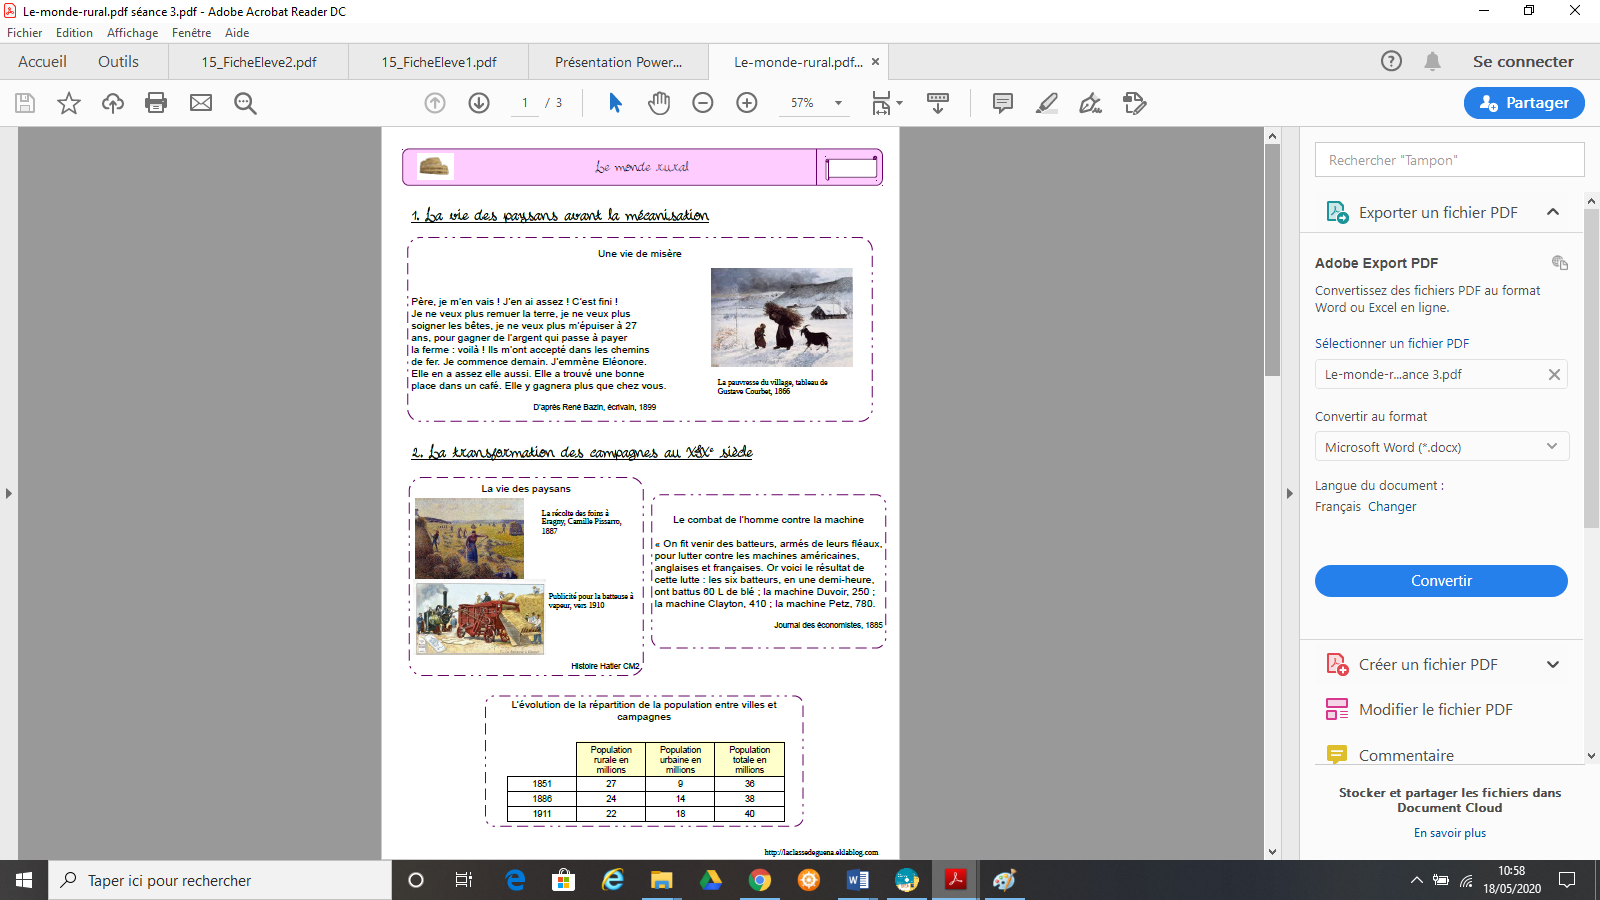 Le-monde-rural.pdf séance 3.pdf - Adobe Acrobat Reader DC
Fichier Edition Affichage Fenêtre Aide
Accueil Outils 15_FicheEleve2.pdf 15_FicheEleve1.pdf Présentation Power... Le-monde-rural.pdf... × Se connecter
1 / 3 57% Partager
Le monde rural
1. La vie des paysans avant la mécanisation
Une vie de misère
Père, je m'en vais ! J'en ai assez ! C'est fini !
Je ne veux plus remuer la terre, je ne veux plus
soigner les bêtes, je ne veux plus m'épuiser à 27
ans, pour gagner de l'argent qui passe à payer
la ferme : voilà ! Ils m'ont accepté dans les chemins
de fer. Je commence demain. J'emmène Eléonore.
Elle en a assez elle aussi. Elle a trouvé une bonne
place dans un café. Elle y gagnera plus que chez vous.
D'après René Bazin, écrivain, 1899
La pauvresse du village, tableau de
Gustave Courbet, 1866
2. La transformation des campagnes au XIXe siècle
La vie des paysans
La récolte des foins à
Eragny, Camille Pissarro,
1887
Publicité pour la batteuse à
vapeur, vers 1910
Histoire Hatier CM2
Le combat de l'homme contre la machine
« On fit venir des batteurs, armés de leurs fléaux,
pour lutter contre les machines américaines,
anglaises et françaises. Or voici le résultat de
cette lutte : les six batteurs, en une demi-heure,
ont battus 60 L de blé ; la machine Duvoir, 250 ;
la machine Clayton, 410 ; la machine Petz, 780.
Journal des économistes, 1885
L'évolution de la répartition de la population entre villes et
campagnes
Population rurale en millions Population urbaine en millions Population totale en millions
1851 27 9 36
1886 24 14 38
1911 22 18 40
http://laclassedeguena.eklablog.com
Rechercher "Tampon"
Exporter un fichier PDF
Adobe Export PDF
Convertissez des fichiers PDF au format
Word ou Excel en ligne.
Sélectionner un fichier PDF
Le-monde-r...ance 3.pdf
Convertir au format
Microsoft Word (*.docx)
Langue du document :
Français Changer
Convertir
Créer un fichier PDF
Modifier le fichier PDF
Commentaire
Stocker et partager les fichiers dans
Document Cloud
En savoir plus
Taper ici pour rechercher
10:58
18/05/2020